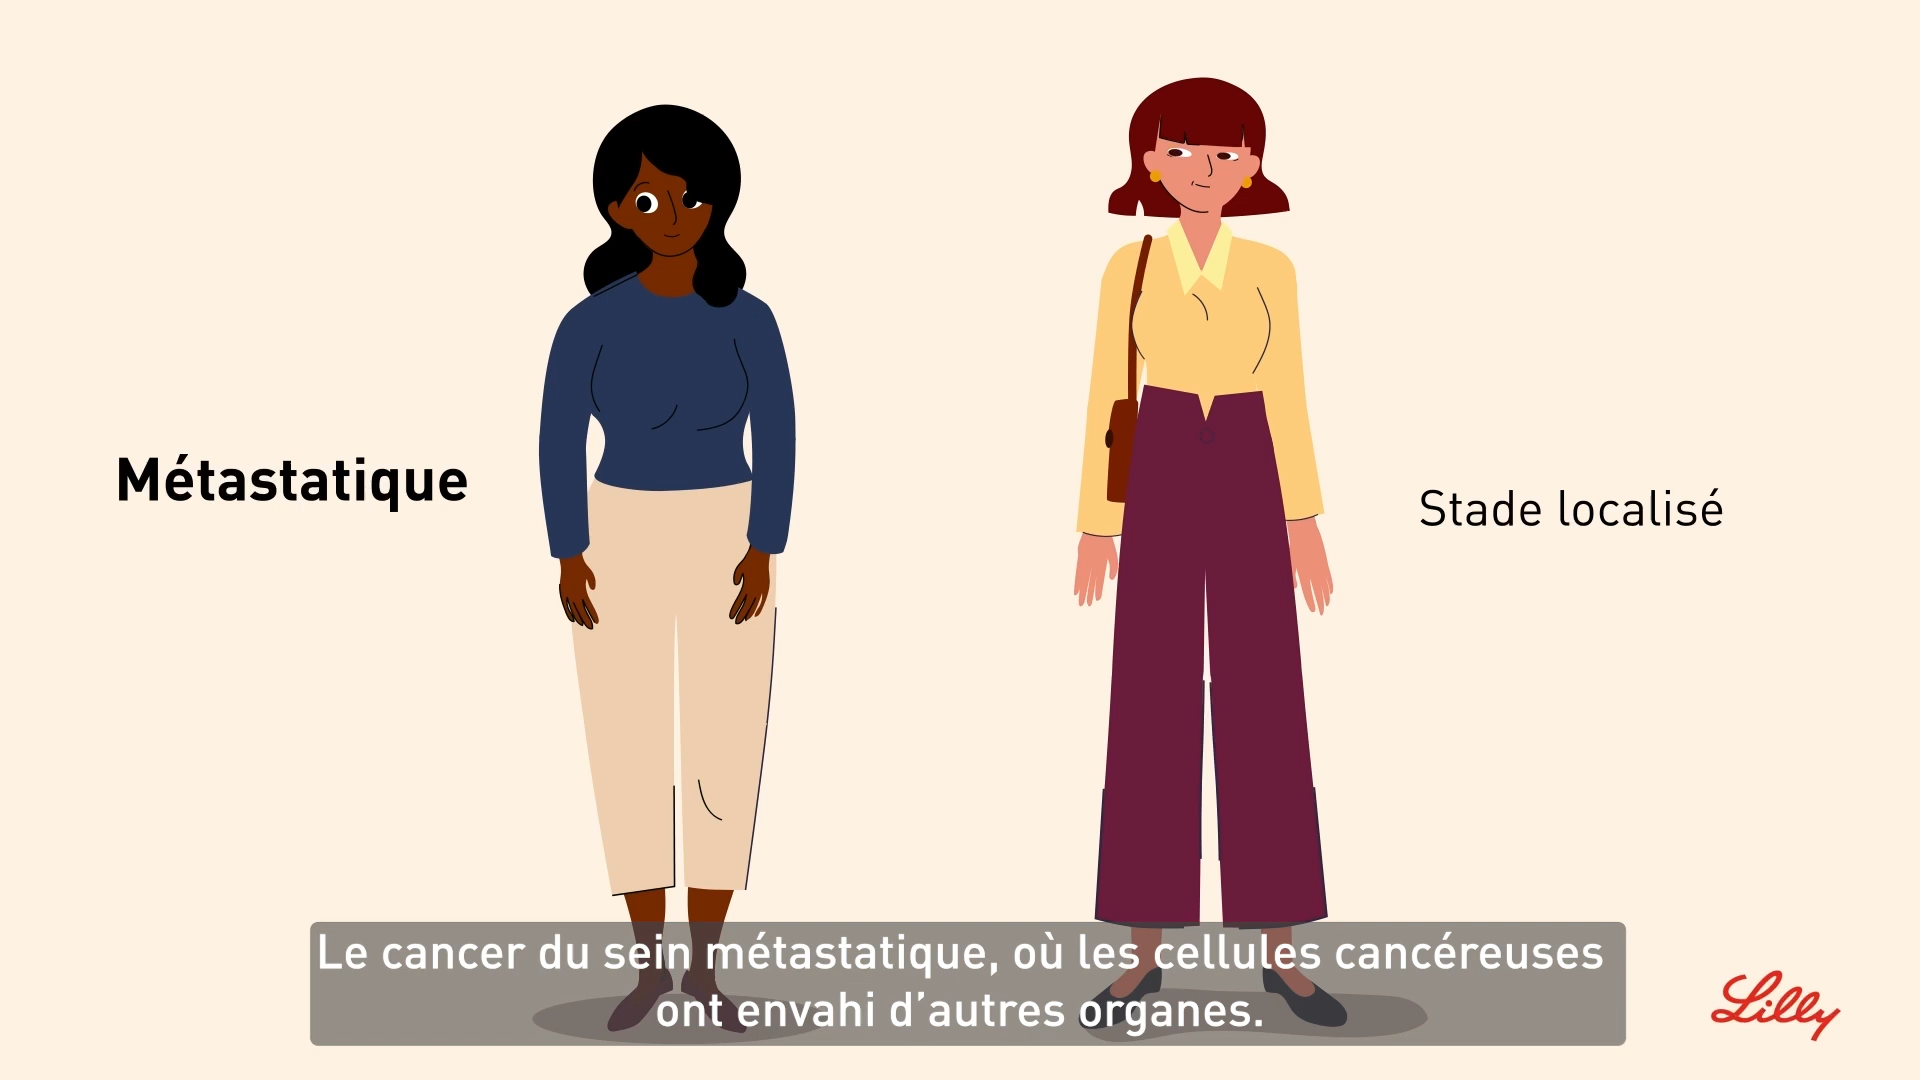 Métastatique
Stade localisé
Le cancer du sein métastatique, où les cellules cancéreuses
ont envahi d’autres organes.
Lilly